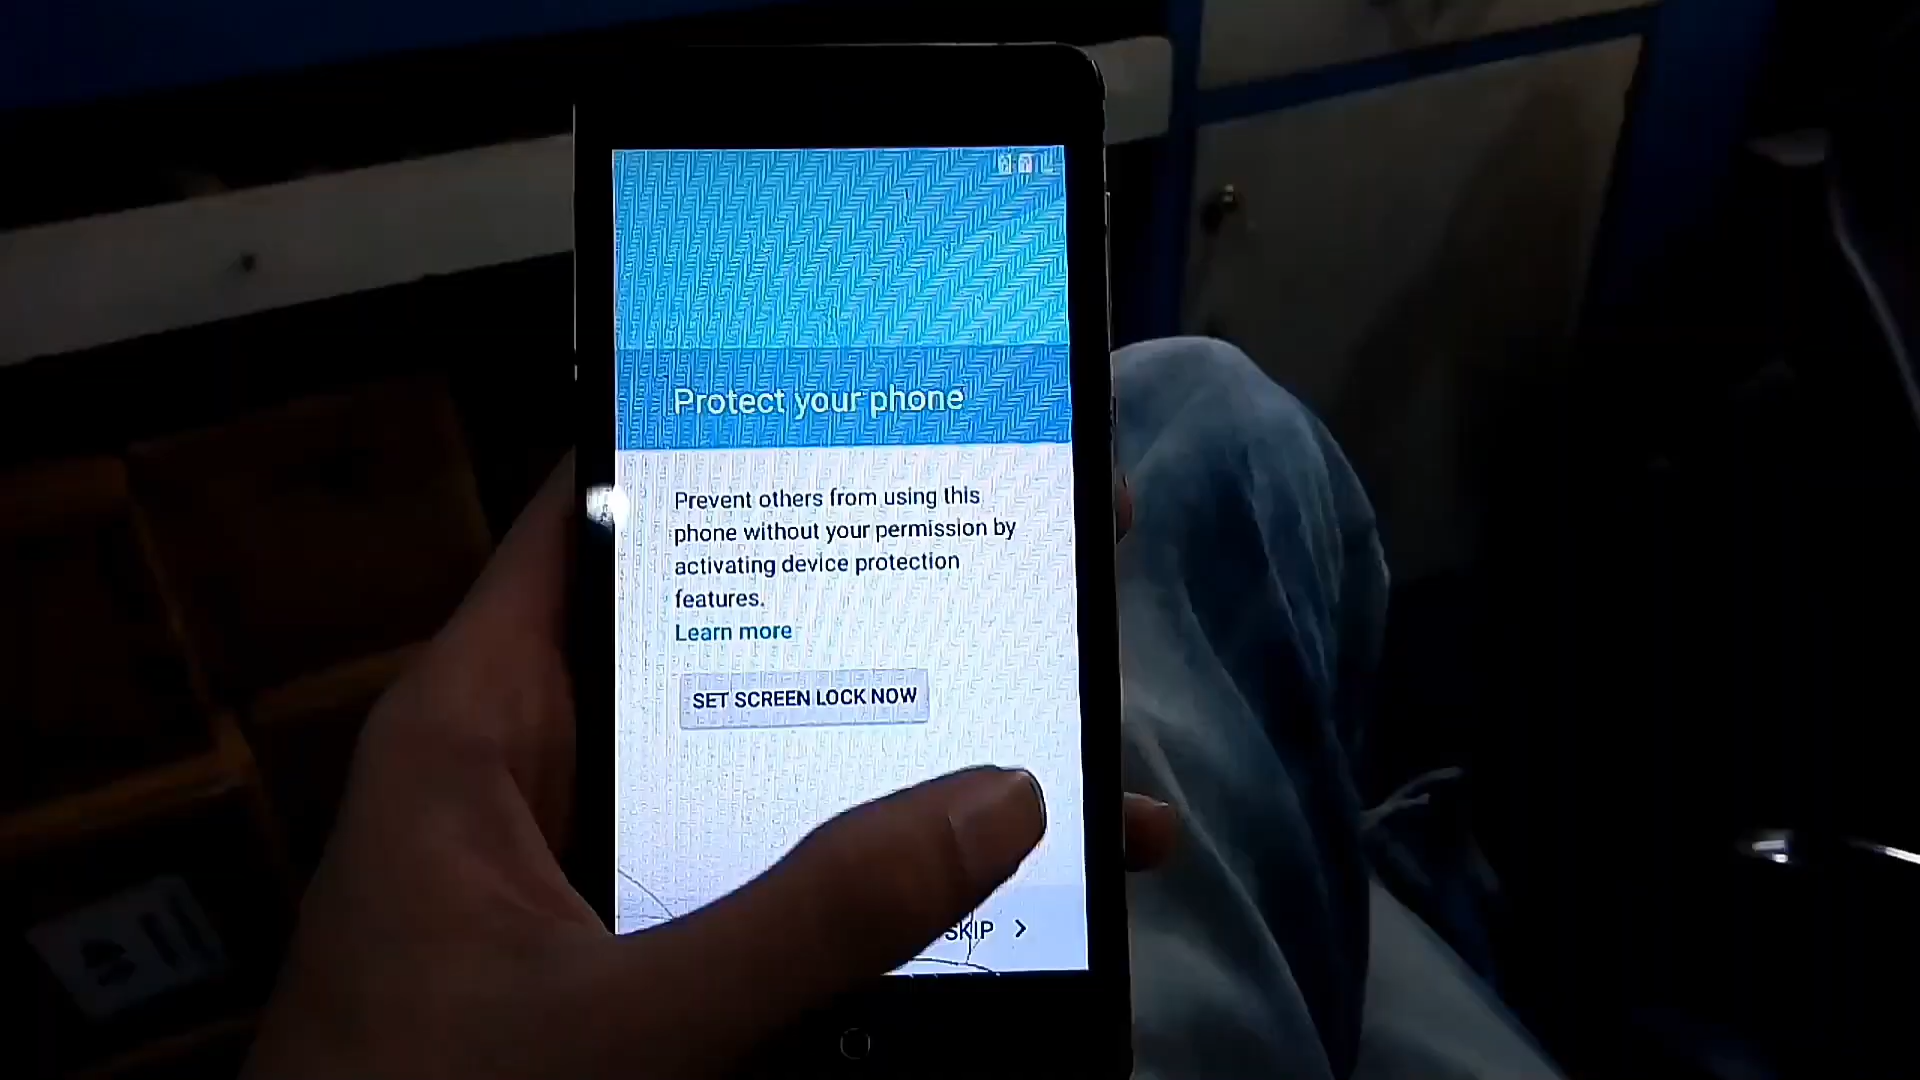 Protect your phone
Prevent others from using this
phone without your permission by
activating device protection
features.
Learn more
SET SCREEN LOCK NOW
SKIP